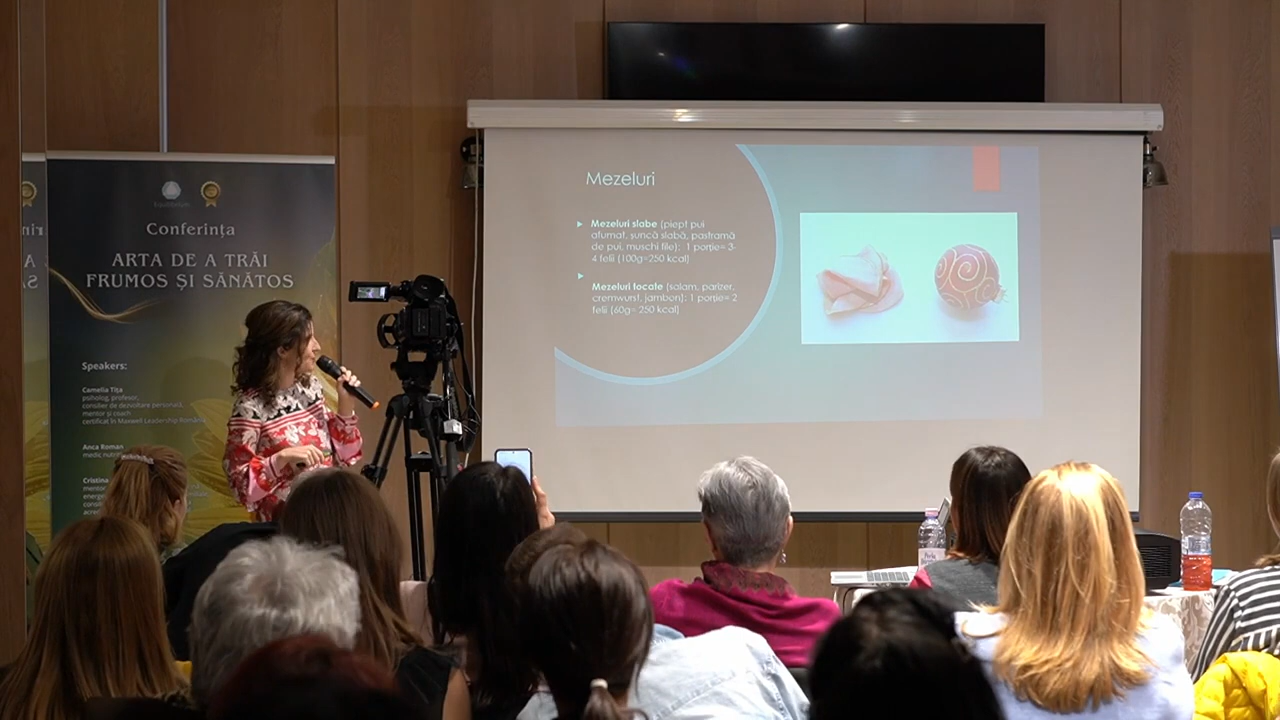 Conferința
ARTA DE A TRĂI
FRUMOS ȘI SĂNĂTOS
Speakers:
Camelia Tița
psiholog, profesor,
consilier de dezvoltare personală,
mentor și coach
certificat în Maxwell Leadership România
Anca Roman
medic
Cristina
Mezeluri
Mezeluri slabe (piept pui
afumat, șuncă slabă, pastramă
de pui, muschi file): 1 porție= 3-
4 felii (100g=250 kcal)
Mezeluri tocate (salam, parizer,
cremwurst, jambon): 1 porție= 2
felii (60g= 250 kcal)